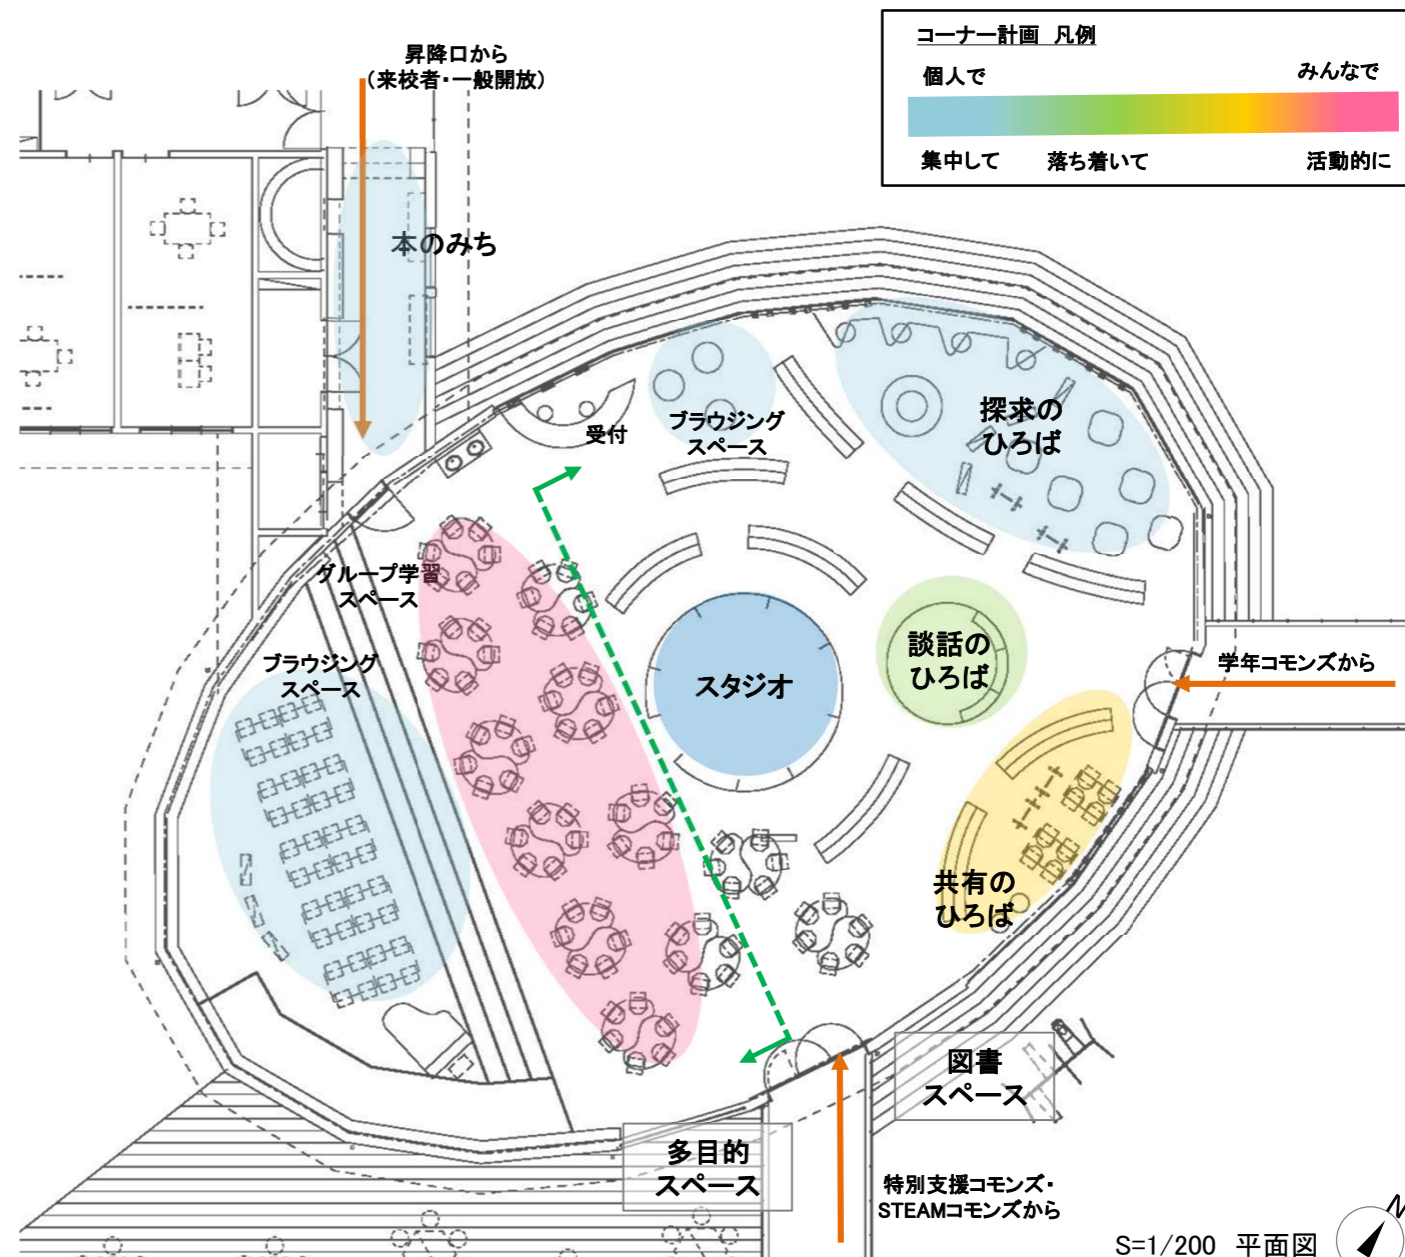 コーナー計画 凡例
個人で
みんなで
集中して
落ち着いて
活動的に
昇降口から
（来校者・一般開放）
本のみち
受付
ブラウジング
スペース
探求の
ひろば
グループ学習
スペース
ブラウジング
スペース
スタジオ
談話の
ひろば
学年コモンズから
共有の
ひろば
図書
スペース
多目的
スペース
特別支援コモンズ・
STEAMコモンズから
S=1/200 平面図
N